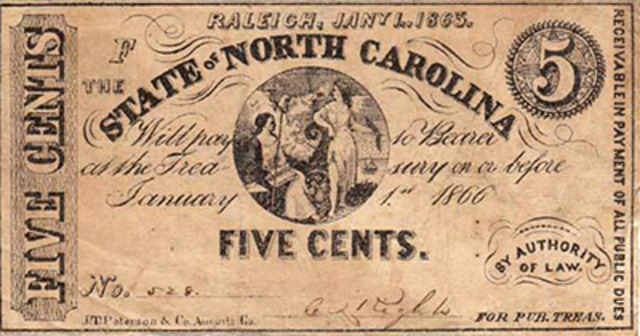 RALEIGH, JANY 1., 1863.
F
5
THE
STATE of NORTH CAROLINA
Will pay to Bearer
at the Treasury on or before
January 1st 1866
FIVE CENTS.
FIVE CENTS
RECEIVABLE IN PAYMENT OF ALL PUBLIC DUES
BY AUTHORITY
OF LAW.
No. 528.
J.T. Paterson & Co. Augusta Ga.
FOR PUB. TREAS.